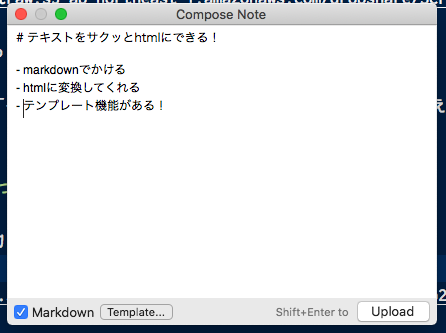 Compose Note
# テキストをサクッとhtmlにできる！
- markdownでかける
- htmlに変換してくれる
- テンプレート機能がある！
Markdown Template... Shift+Enter to Upload